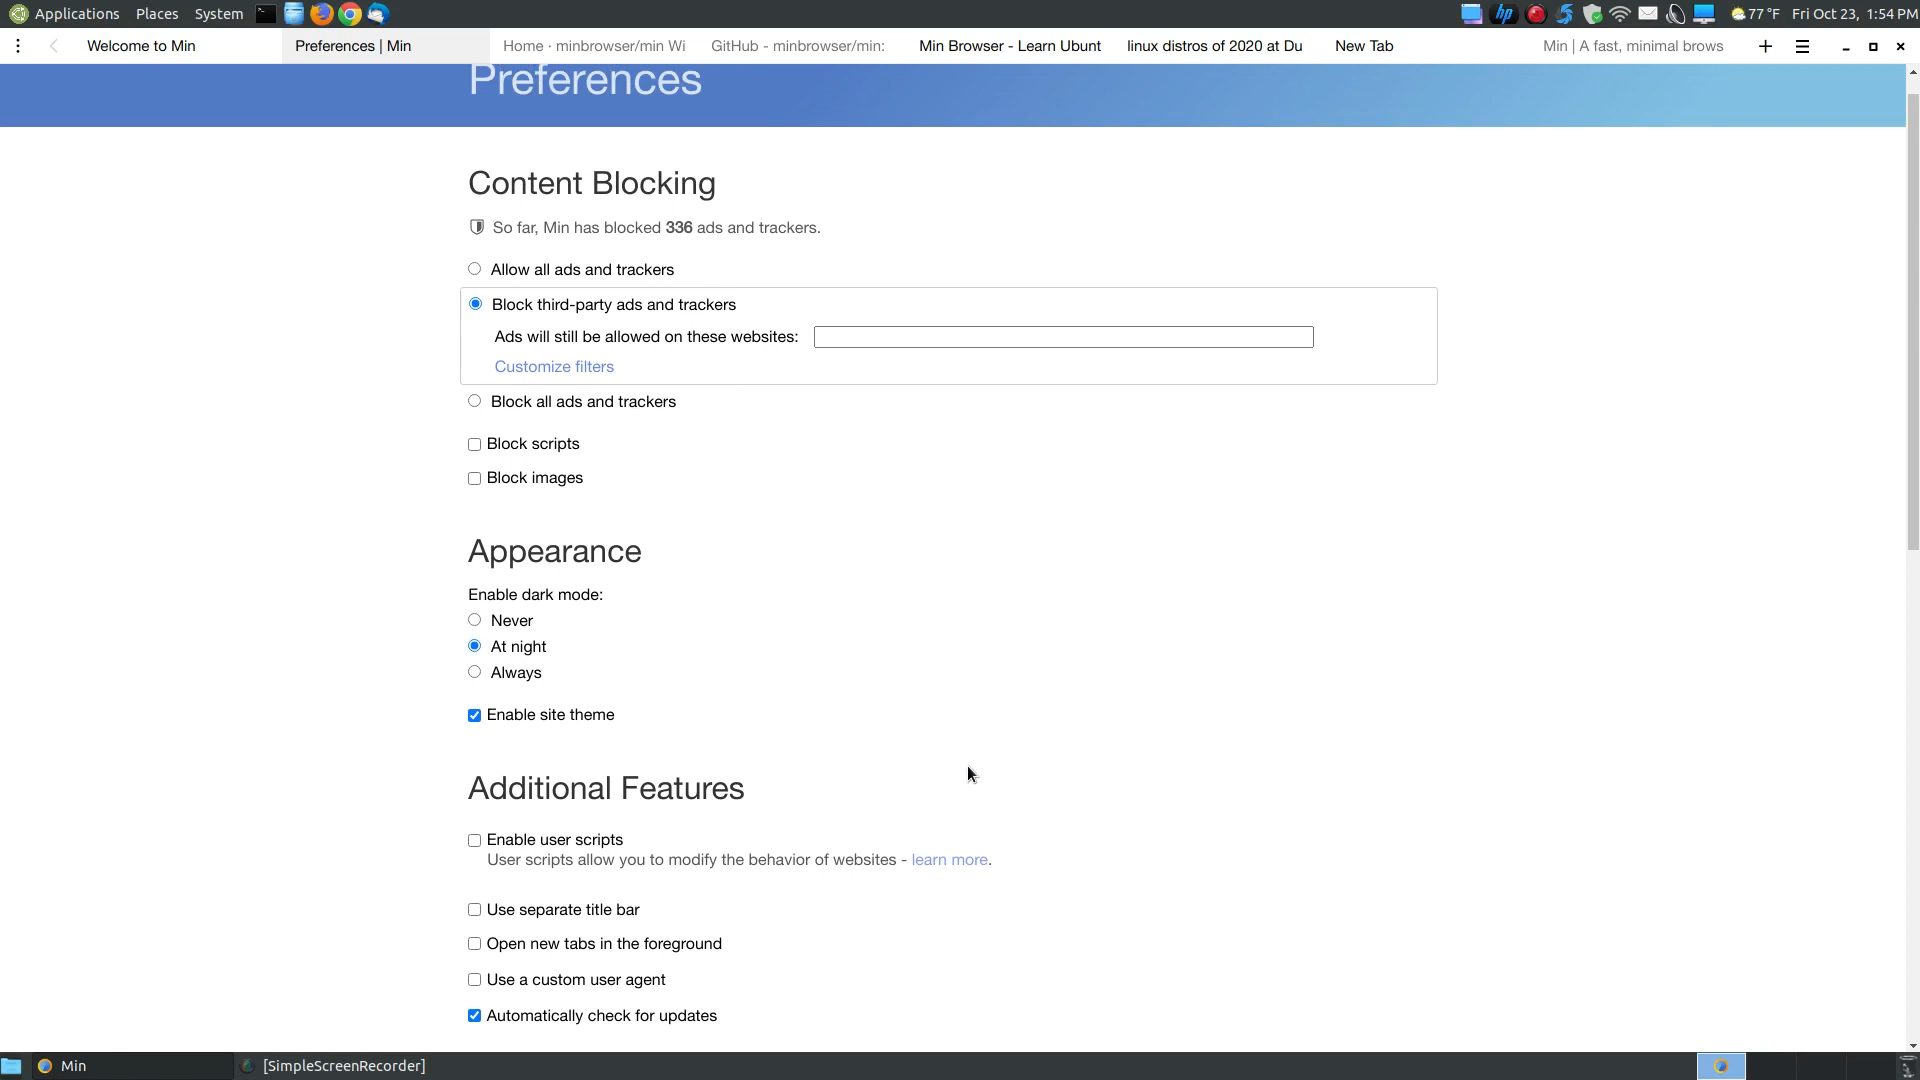 Applications Places System hp 77 °F Fri Oct 23, 1:54 PM
Welcome to Min Preferences | Min Home · minbrowser/min Wi GitHub - minbrowser/min: Min Browser - Learn Ubunt linux distros of 2020 at Du New Tab Min | A fast, minimal brows
Preferences
Content Blocking
So far, Min has blocked 336 ads and trackers.
Allow all ads and trackers
Block third-party ads and trackers
Ads will still be allowed on these websites:
Customize filters
Block all ads and trackers
Block scripts
Block images
Appearance
Enable dark mode:
Never
At night
Always
Enable site theme
Additional Features
Enable user scripts
User scripts allow you to modify the behavior of websites - learn more.
Use separate title bar
Open new tabs in the foreground
Use a custom user agent
Automatically check for updates
Min [SimpleScreenRecorder]